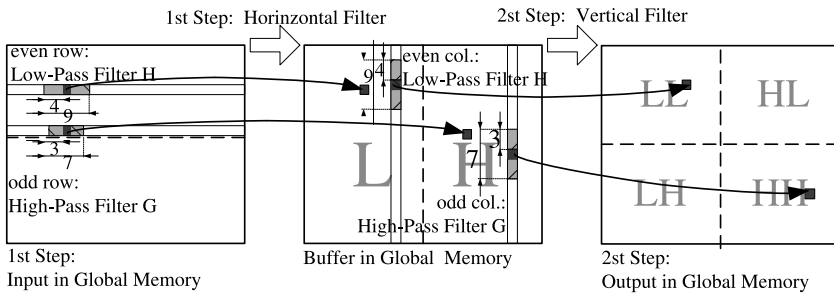 1st Step: Horinzontal Filter
2st Step: Vertical Filter
even row:
Low-Pass Filter H
4
9
3
7
odd row:
High-Pass Filter G
even col.:
Low-Pass Filter H
9
4
3
7
L
H
odd col.:
High-Pass Filter G
LL
HL
LH
HH
1st Step:
Input in Global Memory
Buffer in Global Memory
2st Step:
Output in Global Memory